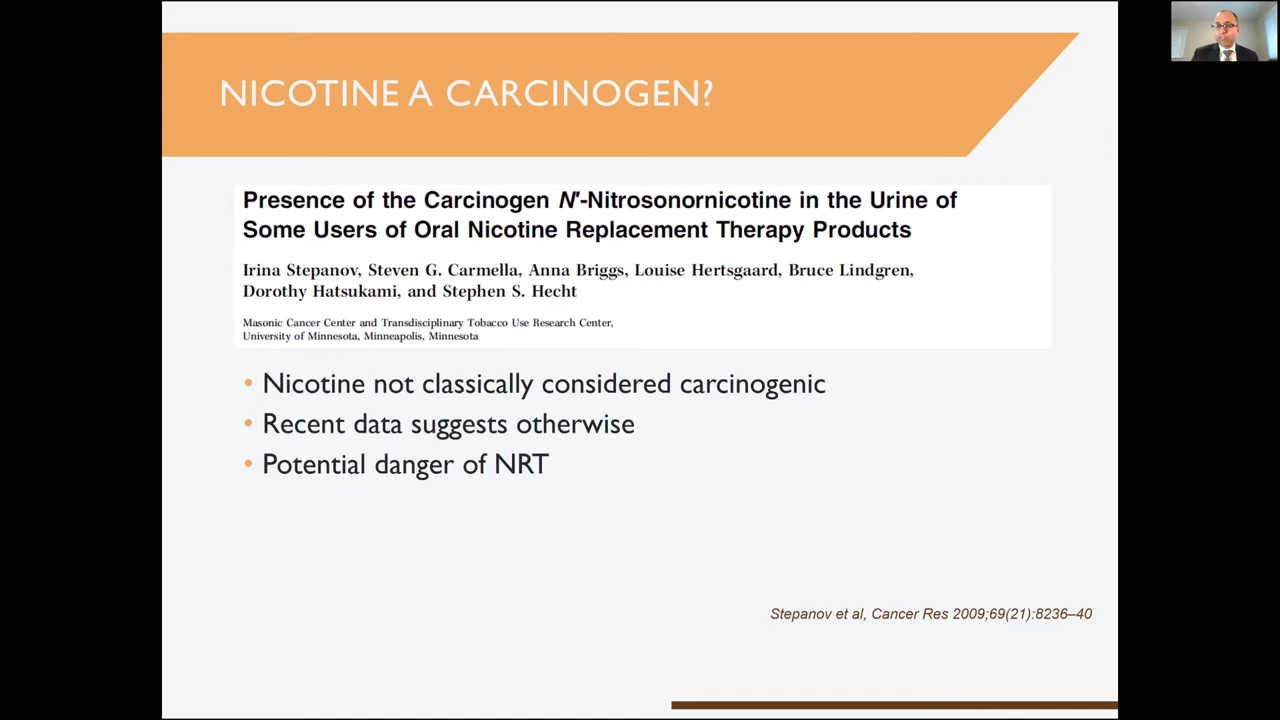 NICOTINE A CARCINOGEN?
Presence of the Carcinogen N′-Nitrosonornicotine in the Urine of
Some Users of Oral Nicotine Replacement Therapy Products
Irina Stepanov, Steven G. Carmella, Anna Briggs, Louise Hertsgaard, Bruce Lindgren,
Dorothy Hatsukami, and Stephen S. Hecht
Masonic Cancer Center and Transdisciplinary Tobacco Use Research Center,
University of Minnesota, Minneapolis, Minnesota
• Nicotine not classically considered carcinogenic
• Recent data suggests otherwise
• Potential danger of NRT
Stepanov et al, Cancer Res 2009;69(21):8236–40